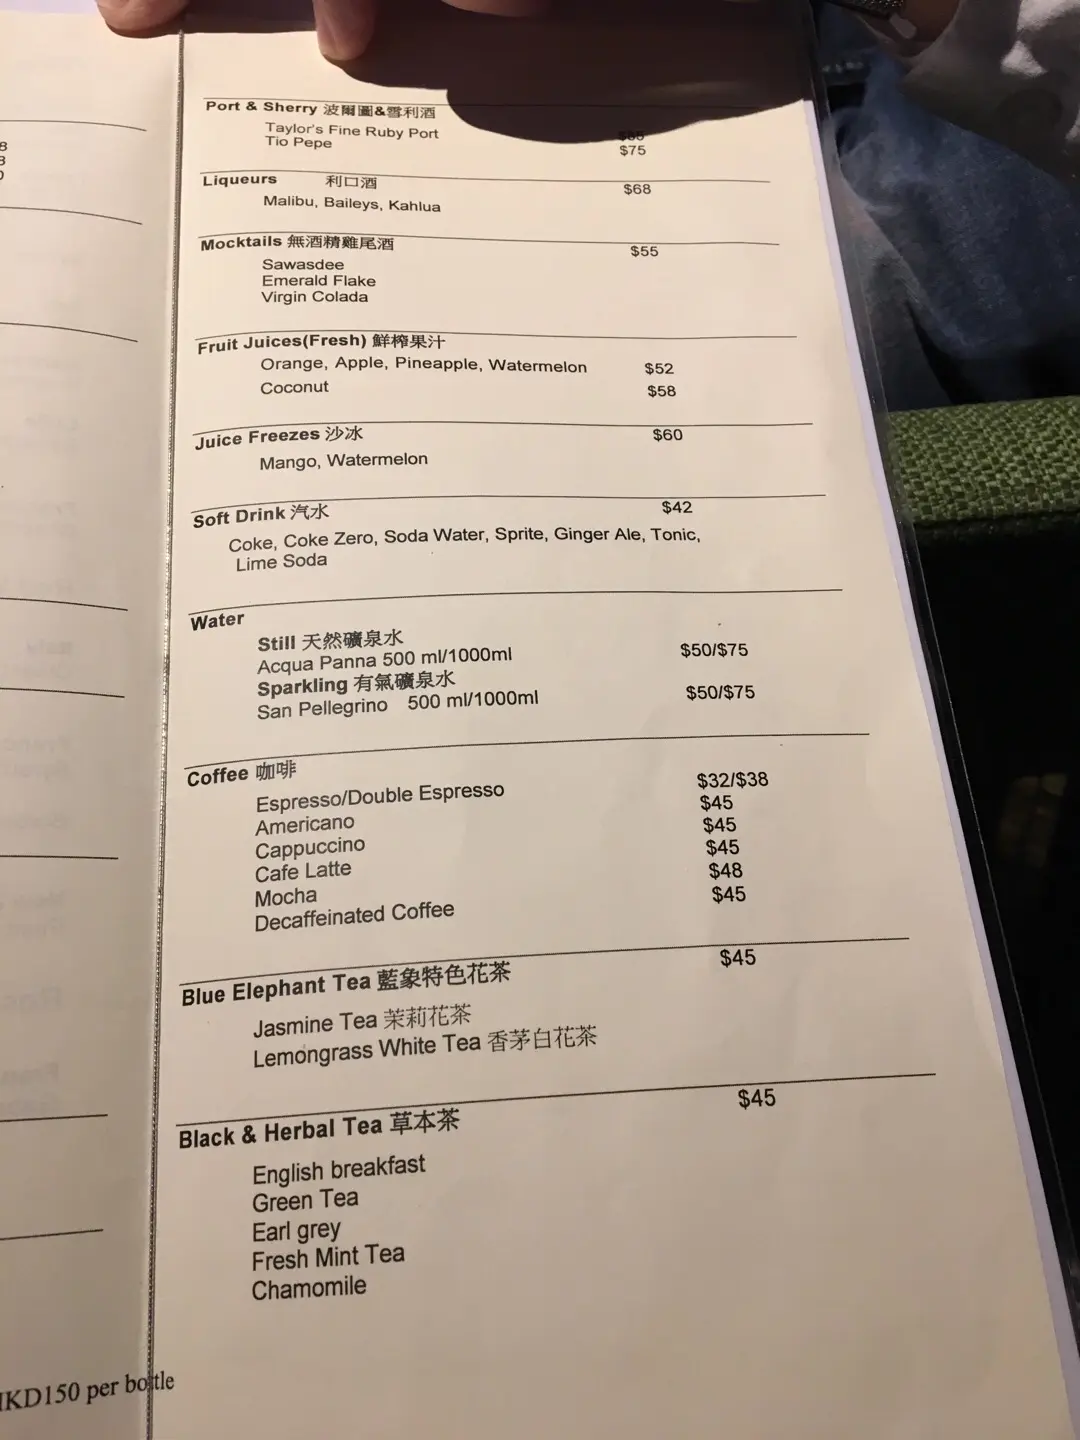 8
8
0
Port & Sherry 波爾圖&雪利酒
Taylor's Fine Ruby Port $85
Tio Pepe $75
Liqueurs 利口酒 $68
Malibu, Baileys, Kahlua
Mocktails 無酒精雞尾酒 $55
Sawasdee
Emerald Flake
Virgin Colada
Fruit Juices(Fresh) 鮮榨果汁
Orange, Apple, Pineapple, Watermelon $52
Coconut $58
Juice Freezes 沙冰 $60
Mango, Watermelon
Soft Drink 汽水 $42
Coke, Coke Zero, Soda Water, Sprite, Ginger Ale, Tonic,
Lime Soda
Water
Still 天然礦泉水
Acqua Panna 500 ml/1000ml $50/$75
Sparkling 有氣礦泉水
San Pellegrino 500 ml/1000ml $50/$75
Coffee 咖啡
Espresso/Double Espresso $32/$38
Americano $45
Cappuccino $45
Cafe Latte $45
Mocha $48
Decaffeinated Coffee $45
Blue Elephant Tea 藍象特色花茶 $45
Jasmine Tea 茉莉花茶
Lemongrass White Tea 香茅白花茶
Black & Herbal Tea 草本茶 $45
English breakfast
Green Tea
Earl grey
Fresh Mint Tea
Chamomile
HKD150 per bottle